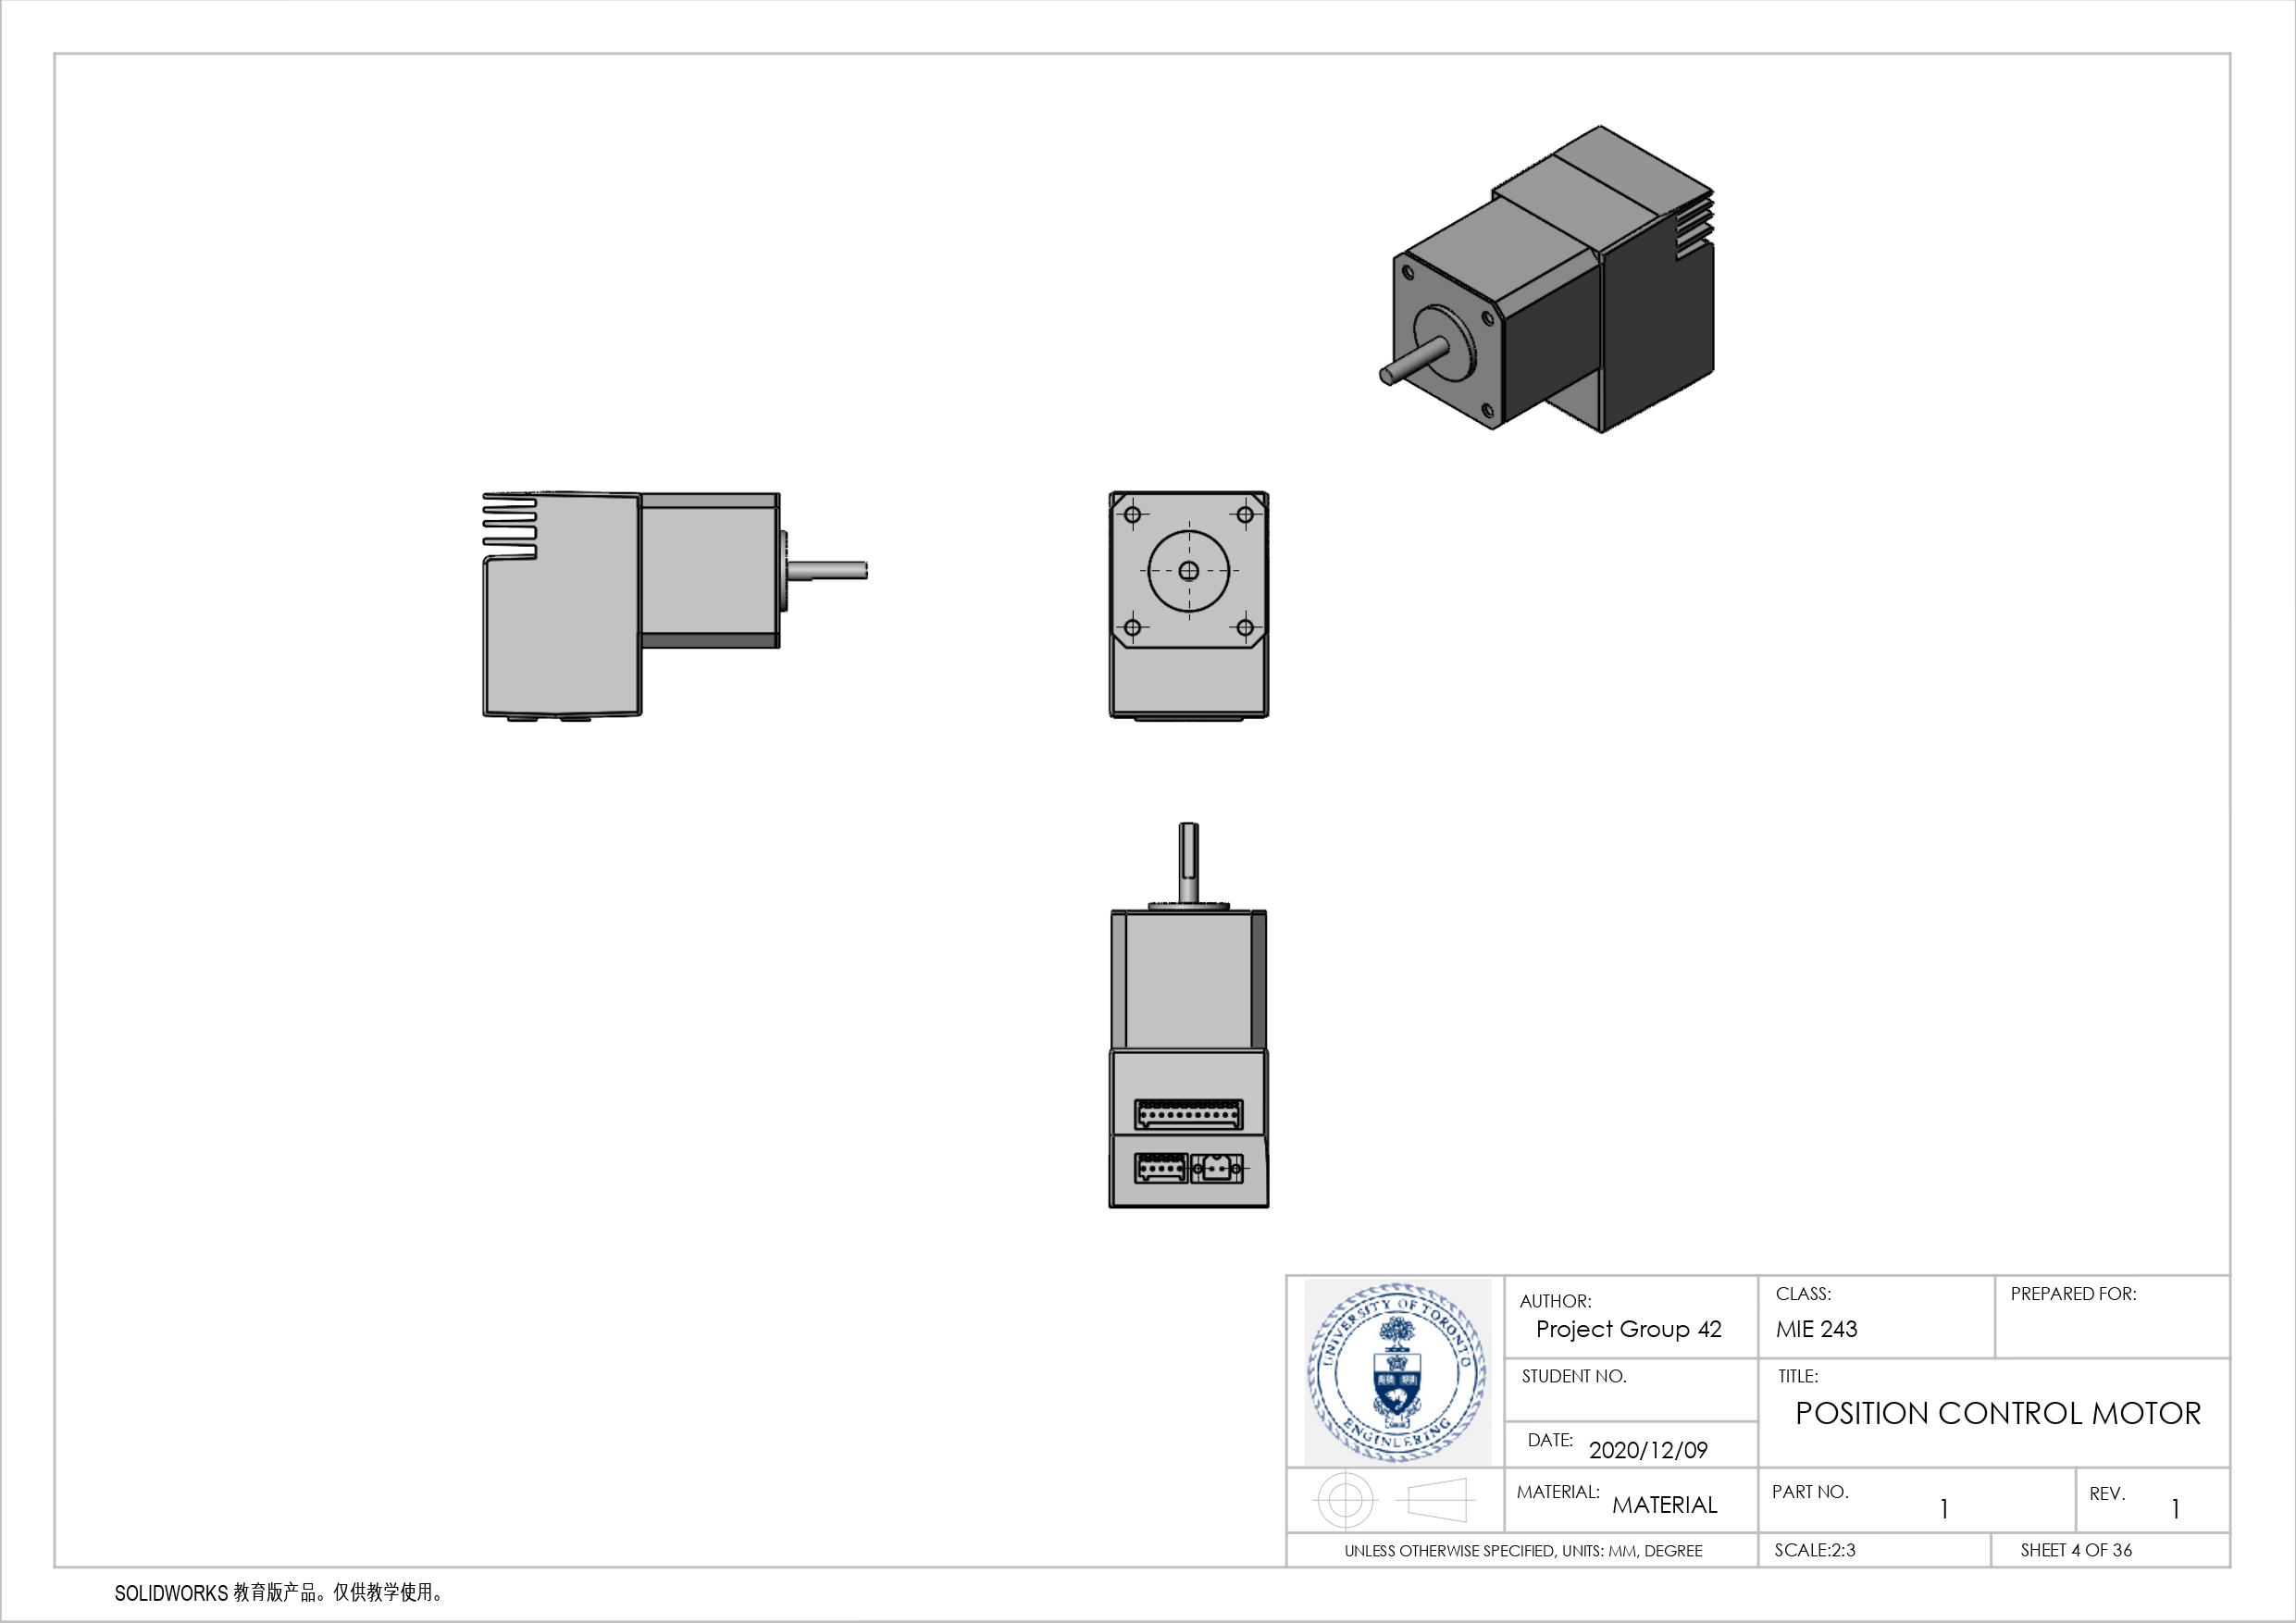 UNIVERSITY OF TORONTO
ENGINEERING
AUTHOR:
Project Group 42
CLASS:
MIE 243
PREPARED FOR:
STUDENT NO.
TITLE:
POSITION CONTROL MOTOR
DATE: 2020/12/09
MATERIAL: MATERIAL
PART NO. 1
REV. 1
UNLESS OTHERWISE SPECIFIED, UNITS: MM, DEGREE
SCALE:2:3
SHEET 4 OF 36
SOLIDWORKS 教育版产品。仅供教学使用。